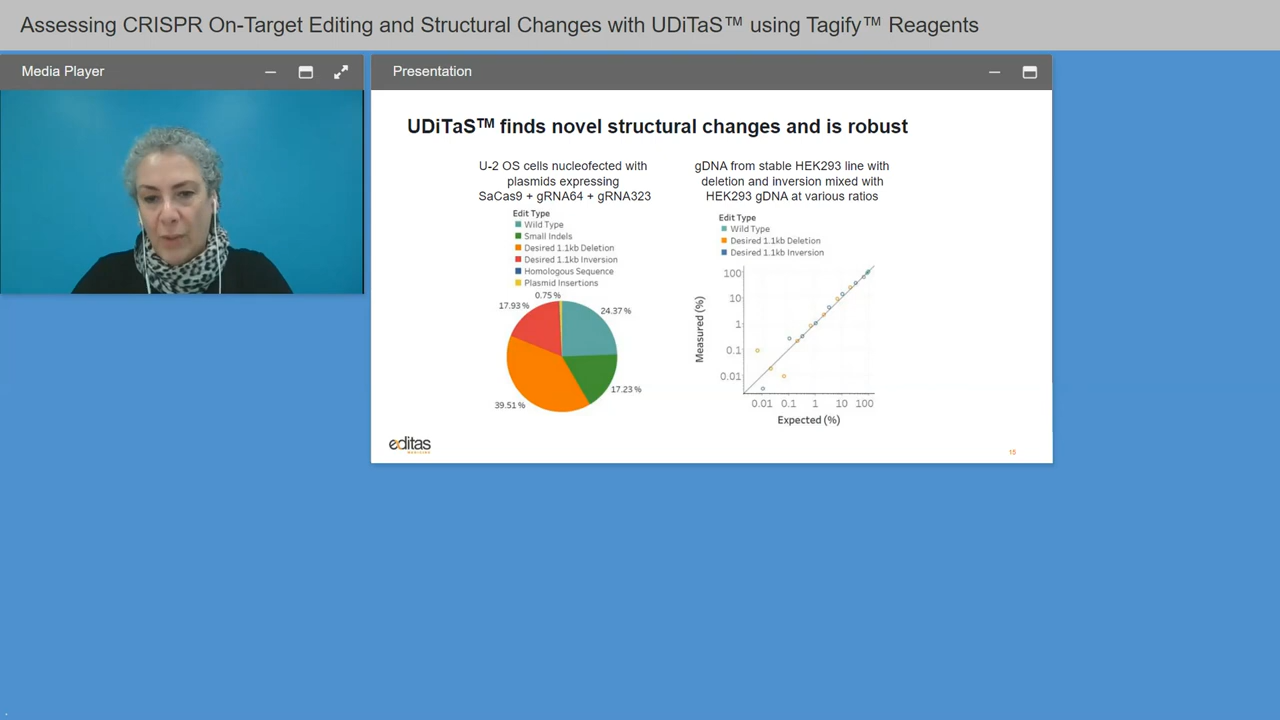 Assessing CRISPR On-Target Editing and Structural Changes with UDiTaS™ using Tagify™ Reagents
Media Player
Presentation
UDiTaS™ finds novel structural changes and is robust
U-2 OS cells nucleofected with
plasmids expressing
SaCas9 + gRNA64 + gRNA323
Edit Type
Wild Type
Small Indels
Desired 1.1kb Deletion
Desired 1.1kb Inversion
Homologous Sequence
Plasmid Insertions
0.75 %
17.93 %
24.37 %
17.23 %
39.51 %
gDNA from stable HEK293 line with
deletion and inversion mixed with
HEK293 gDNA at various ratios
Edit Type
Wild Type
Desired 1.1kb Deletion
Desired 1.1kb Inversion
Measured (%)
100
10
1
0.1
0.01
0.01 0.1 1 10 100
Expected (%)
editas
15